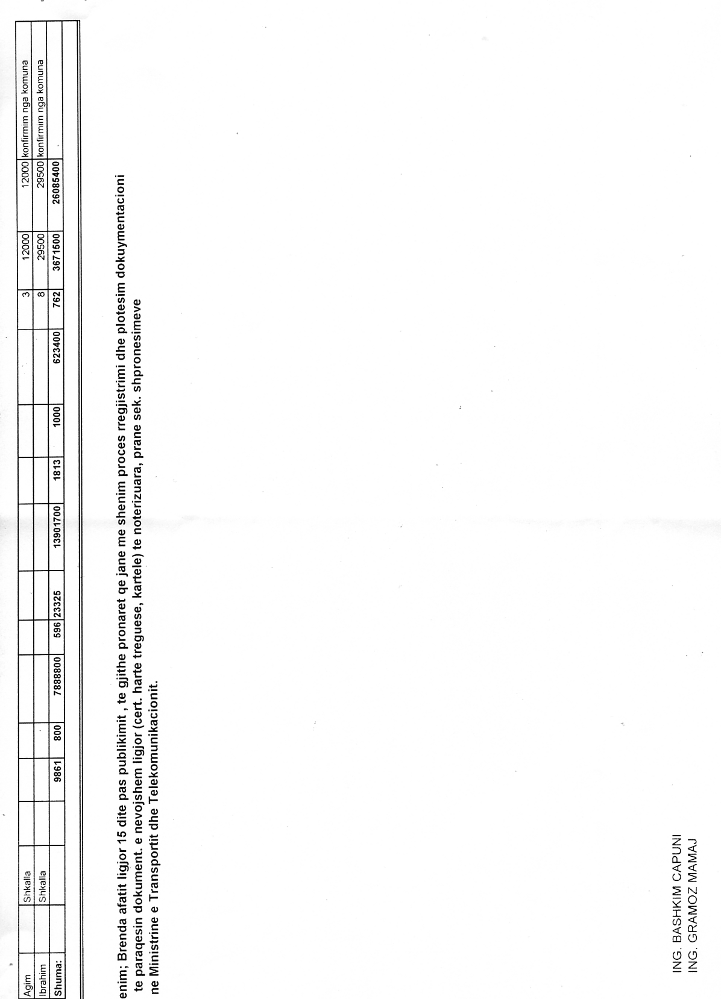 Agim Shkalla 3 12000 12000 konfirmim nga komuna
Ibrahim Shkalla 8 29500 29500 konfirmim nga komuna
Shuma: 9861 800 7888800 596 23325 13901700 1813 1000 623400 762 3671500 26085400
enim; Brenda afatit ligjor 15 dite pas publikimit , te gjithe pronaret qe jane me shenim proces rregjistrimi dhe plotesim dokuymentacioni
te paraqesin dokument. e nevojshem ligjor (cert. harte treguese, kartele) te noterizuara, prane sek. shpronesimeve
ne Ministrine e Transportit dhe Telekomunikacionit.
ING. BASHKIM CAPUNI
ING. GRAMOZ MAMAJ